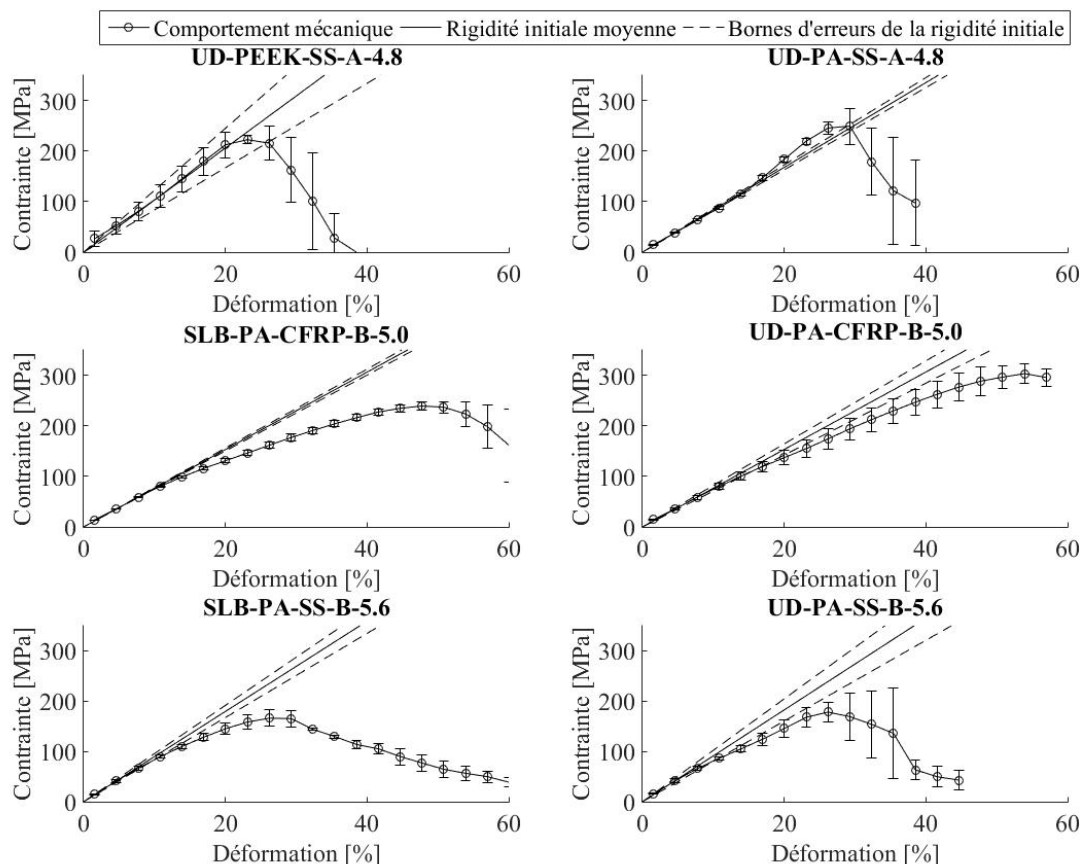 Comportement mécanique Rigidité initiale moyenne Bornes d'erreurs de la rigidité initiale
UD-PEEK-SS-A-4.8
Contrainte [MPa]
300
200
100
0
0 20 40 60
Déformation [%]
UD-PA-SS-A-4.8
Contrainte [MPa]
300
200
100
0
0 20 40 60
Déformation [%]
SLB-PA-CFRP-B-5.0
Contrainte [MPa]
300
200
100
0
0 20 40 60
Déformation [%]
UD-PA-CFRP-B-5.0
Contrainte [MPa]
300
200
100
0
0 20 40 60
Déformation [%]
SLB-PA-SS-B-5.6
Contrainte [MPa]
300
200
100
0
0 20 40 60
Déformation [%]
UD-PA-SS-B-5.6
Contrainte [MPa]
300
200
100
0
0 20 40 60
Déformation [%]